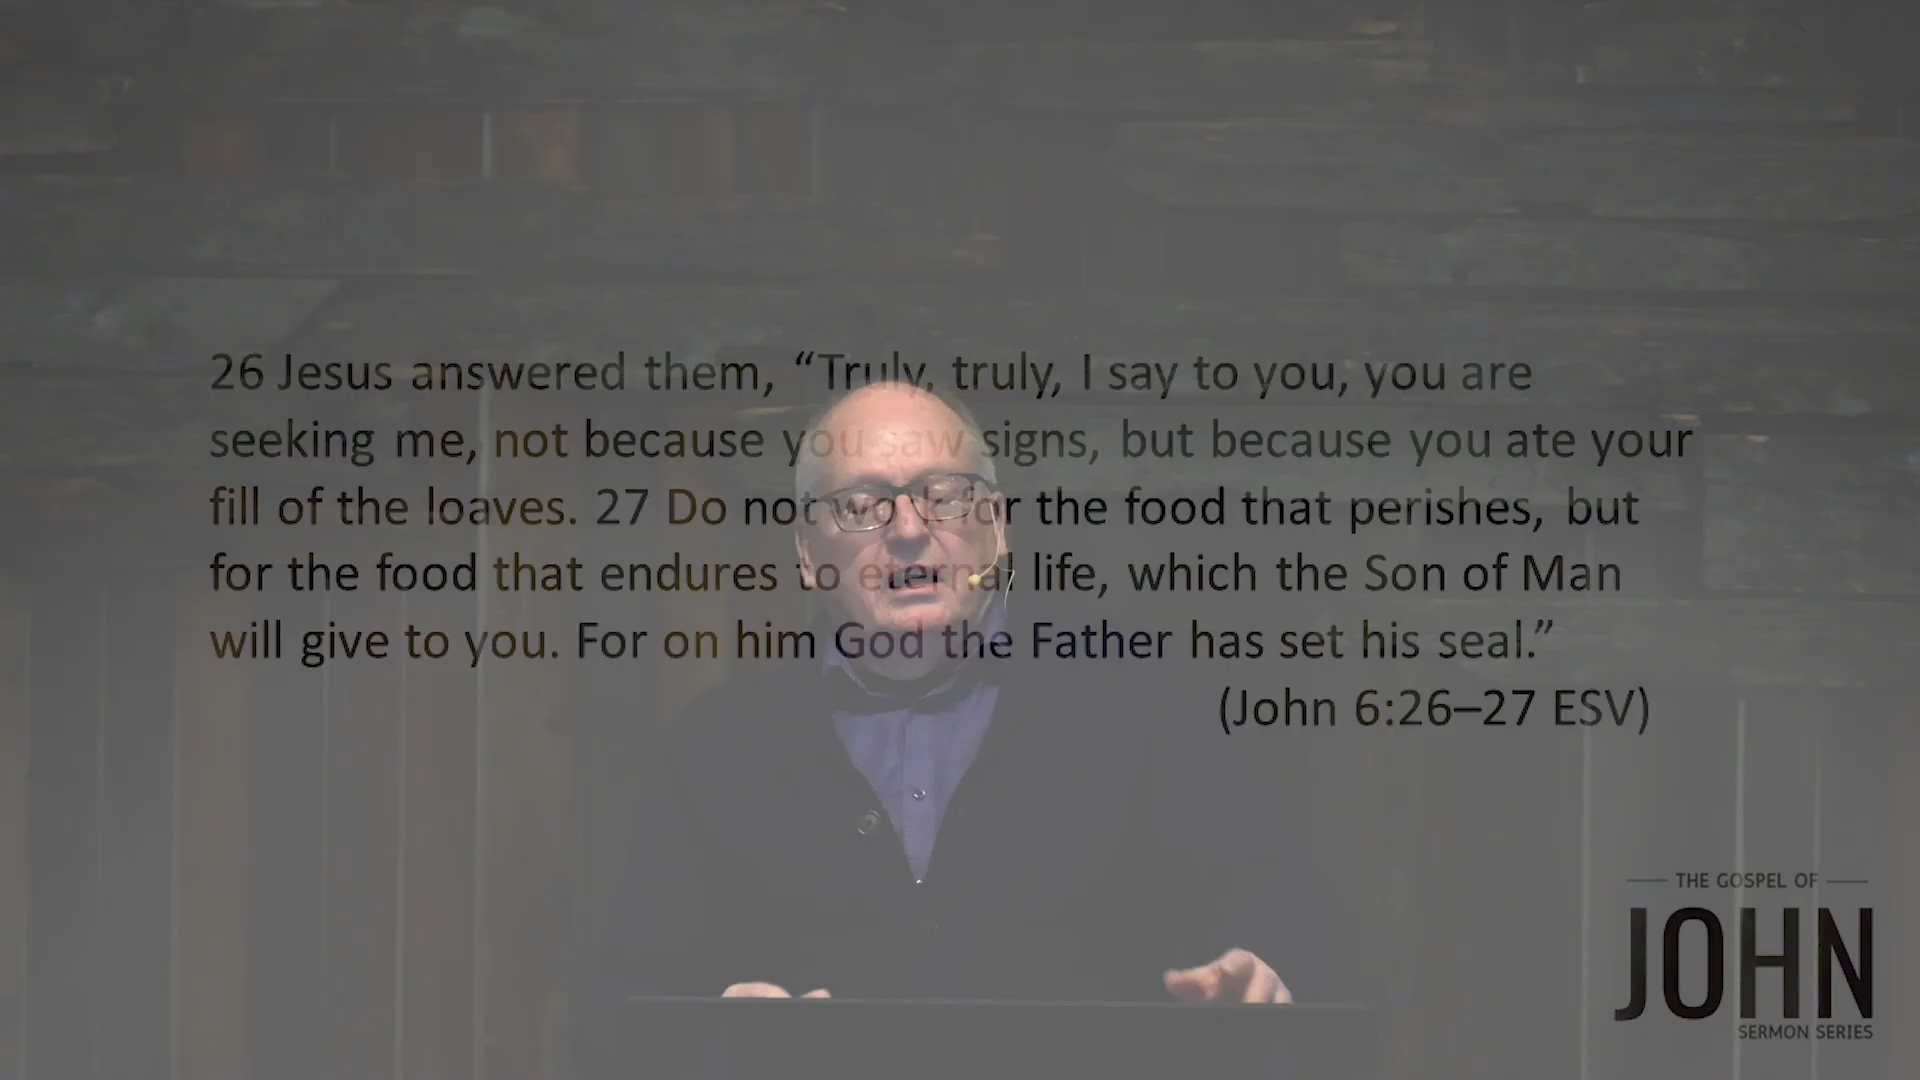 26 Jesus answered them, “Truly, truly, I say to you, you are
seeking me, not because you saw signs, but because you ate your
fill of the loaves. 27 Do not work for the food that perishes, but
for the food that endures to eternal life, which the Son of Man
will give to you. For on him God the Father has set his seal.”
(John 6:26–27 ESV)
THE GOSPEL OF
JOHN
SERMON SERIES